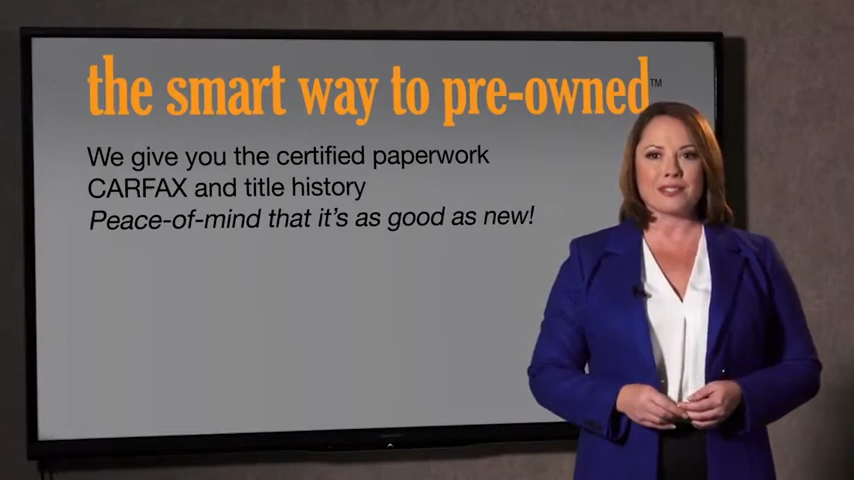 the smart way to pre-owned™
We give you the certified paperwork
CARFAX and title history
Peace-of-mind that it's as good as new!